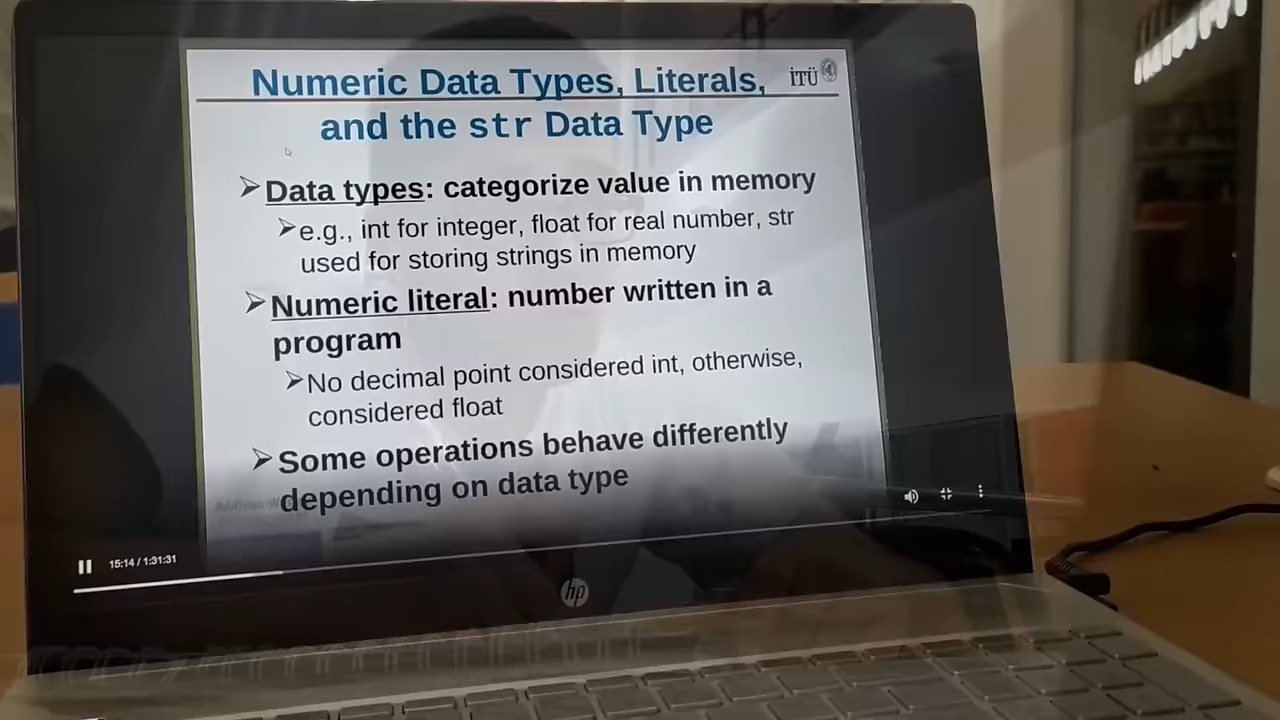 Numeric Data Types, Literals,
and the str Data Type
İTÜ
Data types: categorize value in memory
e.g., int for integer, float for real number, str
used for storing strings in memory
Numeric literal: number written in a
program
No decimal point considered int, otherwise,
considered float
Some operations behave differently
depending on data type
15:14 / 1:31:31
hp